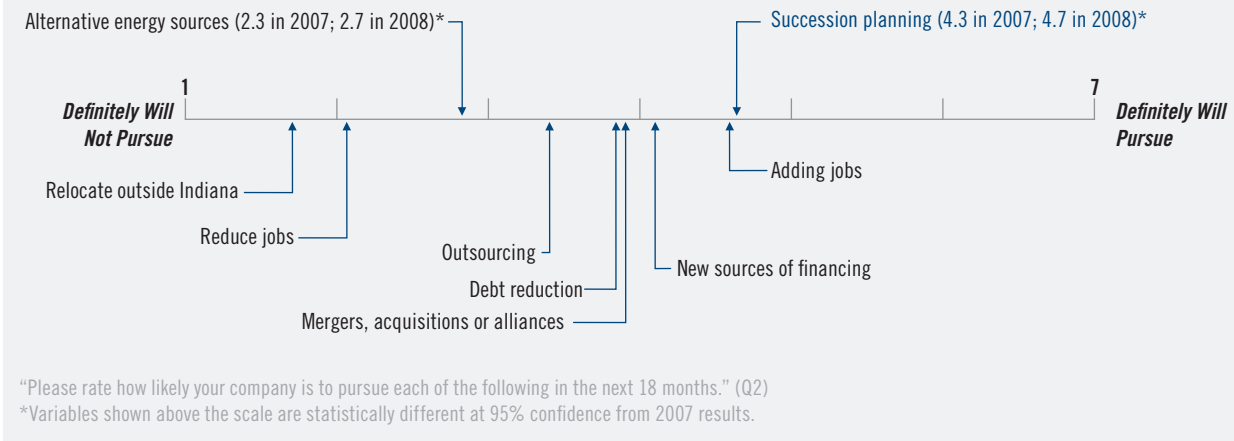 Alternative energy sources (2.3 in 2007; 2.7 in 2008)*
Succession planning (4.3 in 2007; 4.7 in 2008)*
1
7
Definitely Will
Not Pursue
Definitely Will
Pursue
Relocate outside Indiana
Adding jobs
Reduce jobs
Outsourcing
New sources of financing
Debt reduction
Mergers, acquisitions or alliances
“Please rate how likely your company is to pursue each of the following in the next 18 months.” (Q2)
*Variables shown above the scale are statistically different at 95% confidence from 2007 results.